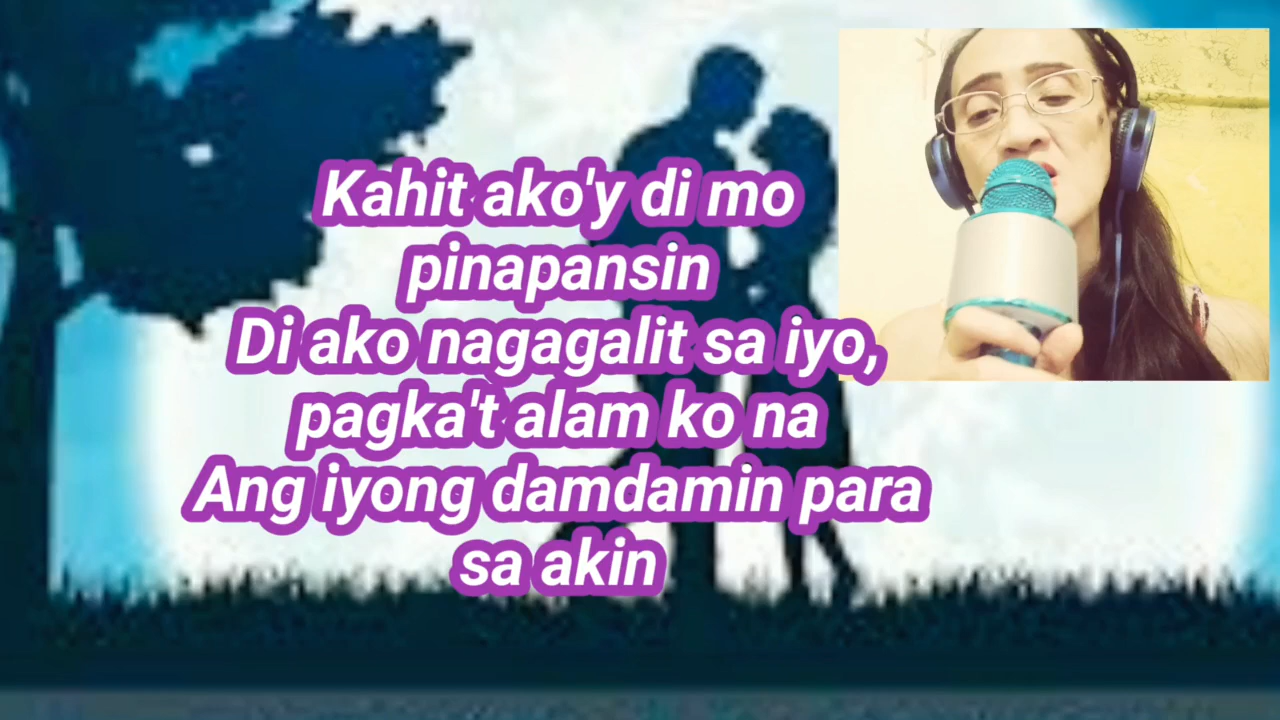 Kahit ako'y di mo
pinapansin
Di ako nagagalit sa iyo,
pagka't alam ko na
Ang iyong damdamin para
sa akin